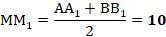 MM₁ = (AA₁ + BB₁)/2 = 10